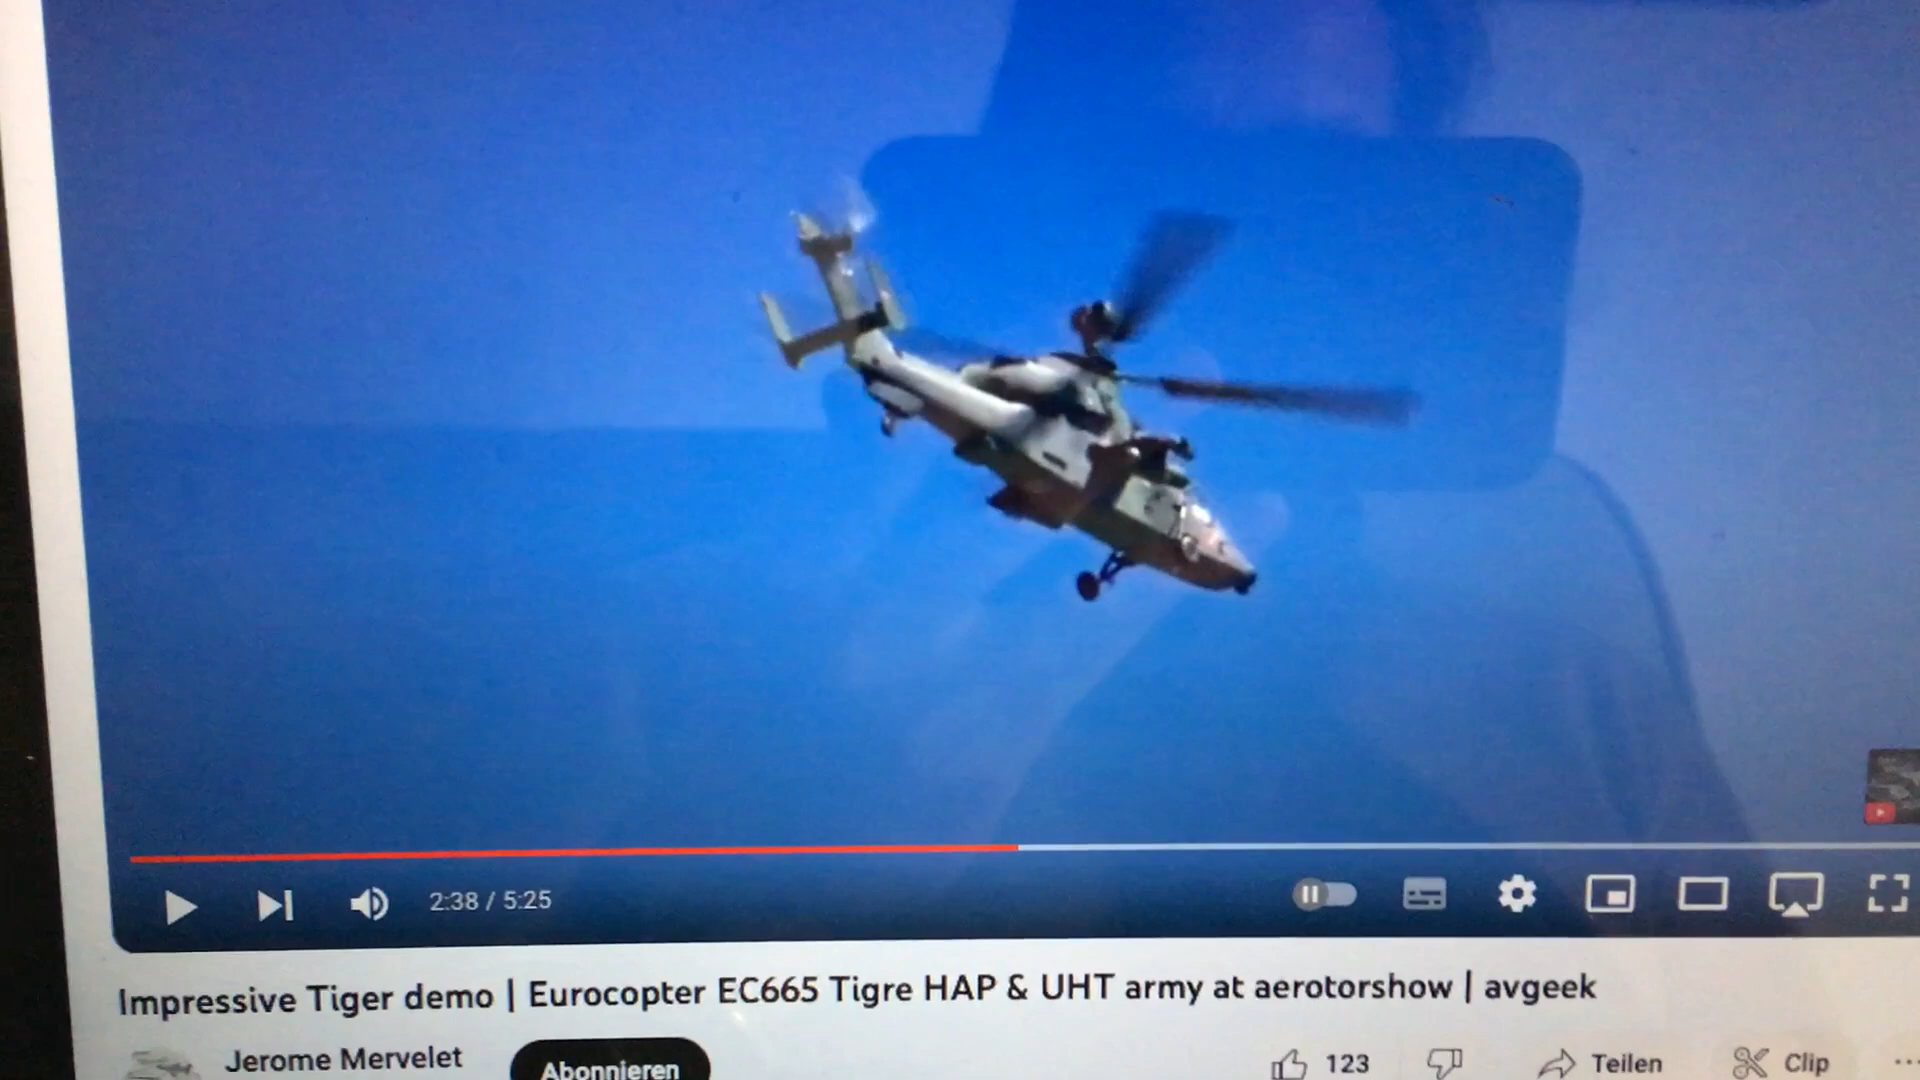 2:38 / 5:25
Impressive Tiger demo | Eurocopter EC665 Tigre HAP & UHT army at aerotorshow | avgeek
Jerome Mervelet
Abonnieren
123
Teilen
Clip